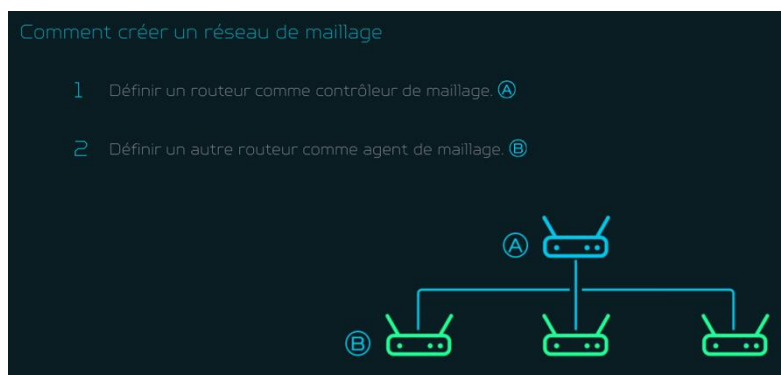 Comment créer un réseau de maillage
1 Définir un routeur comme contrôleur de maillage. Ⓐ
2 Définir un autre routeur comme agent de maillage. Ⓑ
Ⓐ
Ⓑ